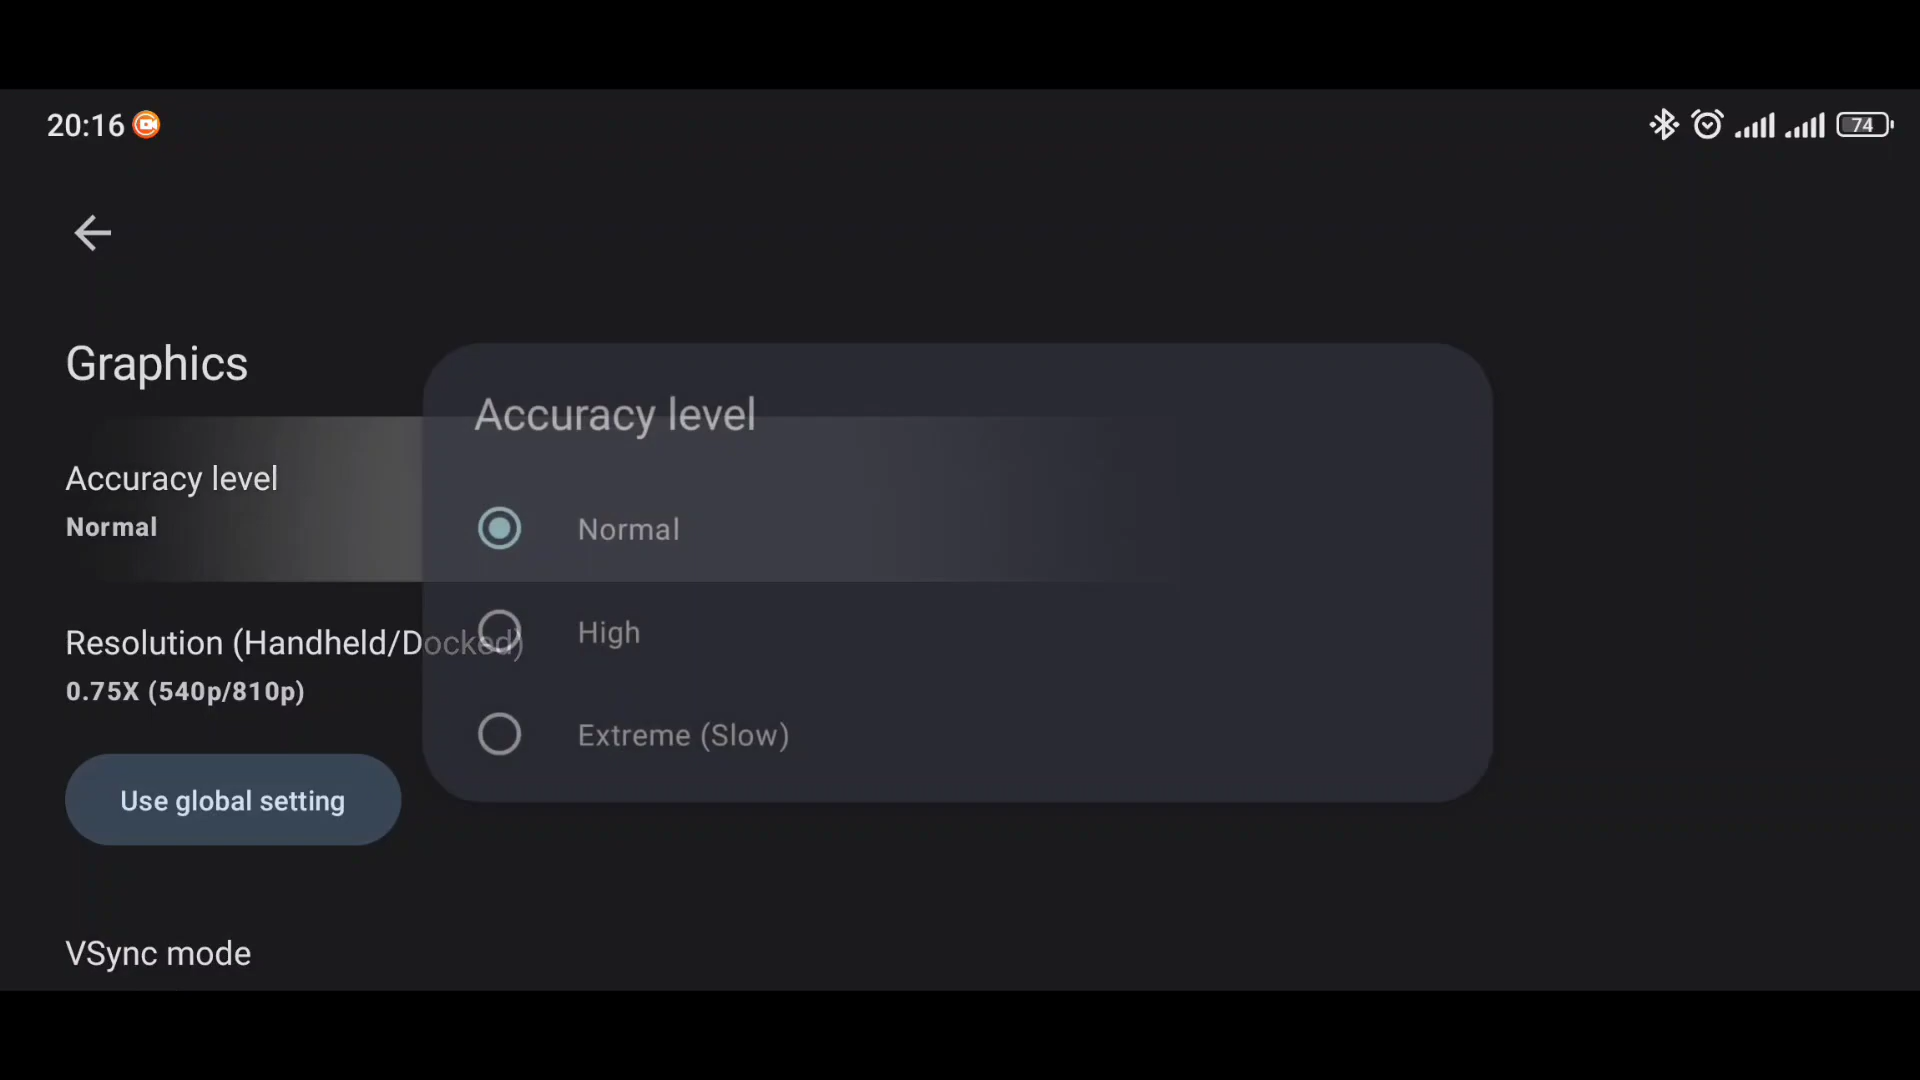 20:16
74
Graphics
Accuracy level
Normal
Resolution (Handheld/Docked)
0.75X (540p/810p)
Use global setting
VSync mode
Accuracy level
Normal
High
Extreme (Slow)